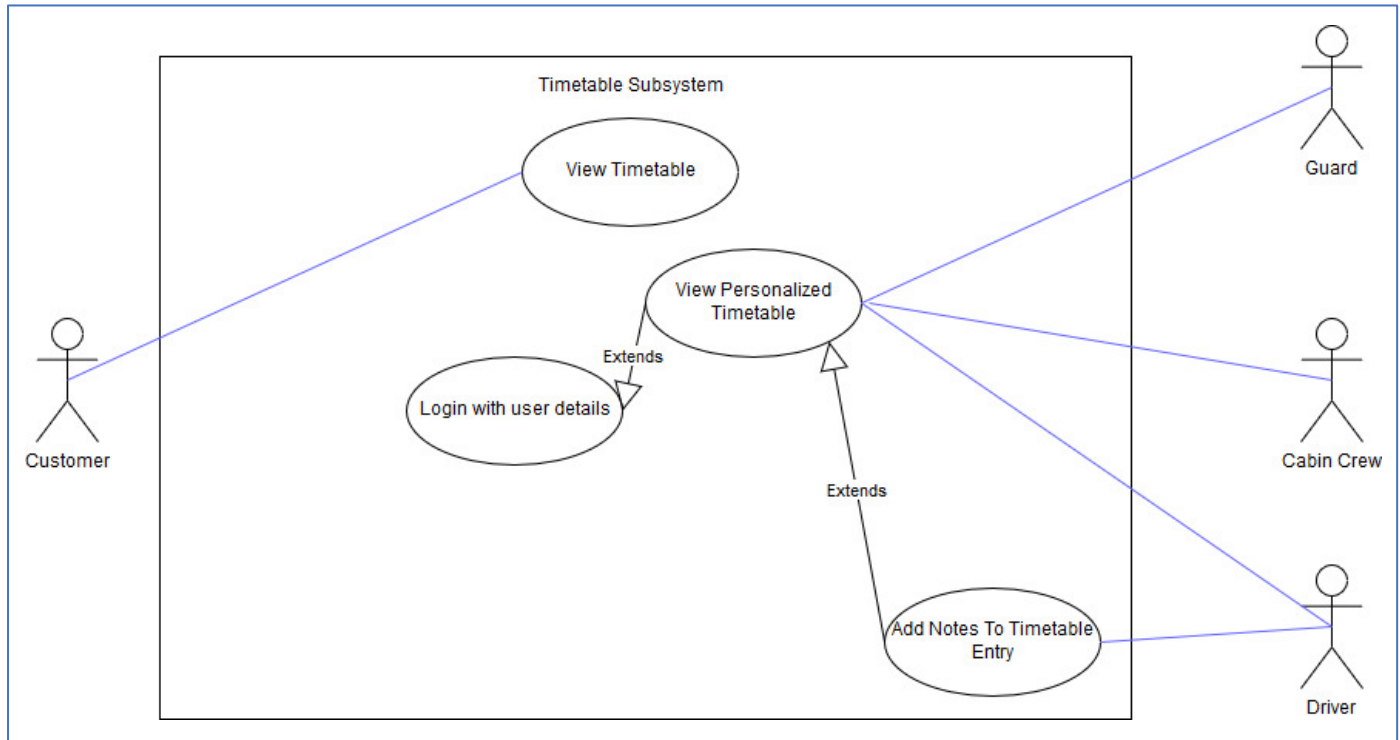 Timetable Subsystem
View Timetable
Guard
View Personalized
Timetable
Extends
Login with user details
Customer
Cabin Crew
Extends
Add Notes To Timetable
Entry
Driver